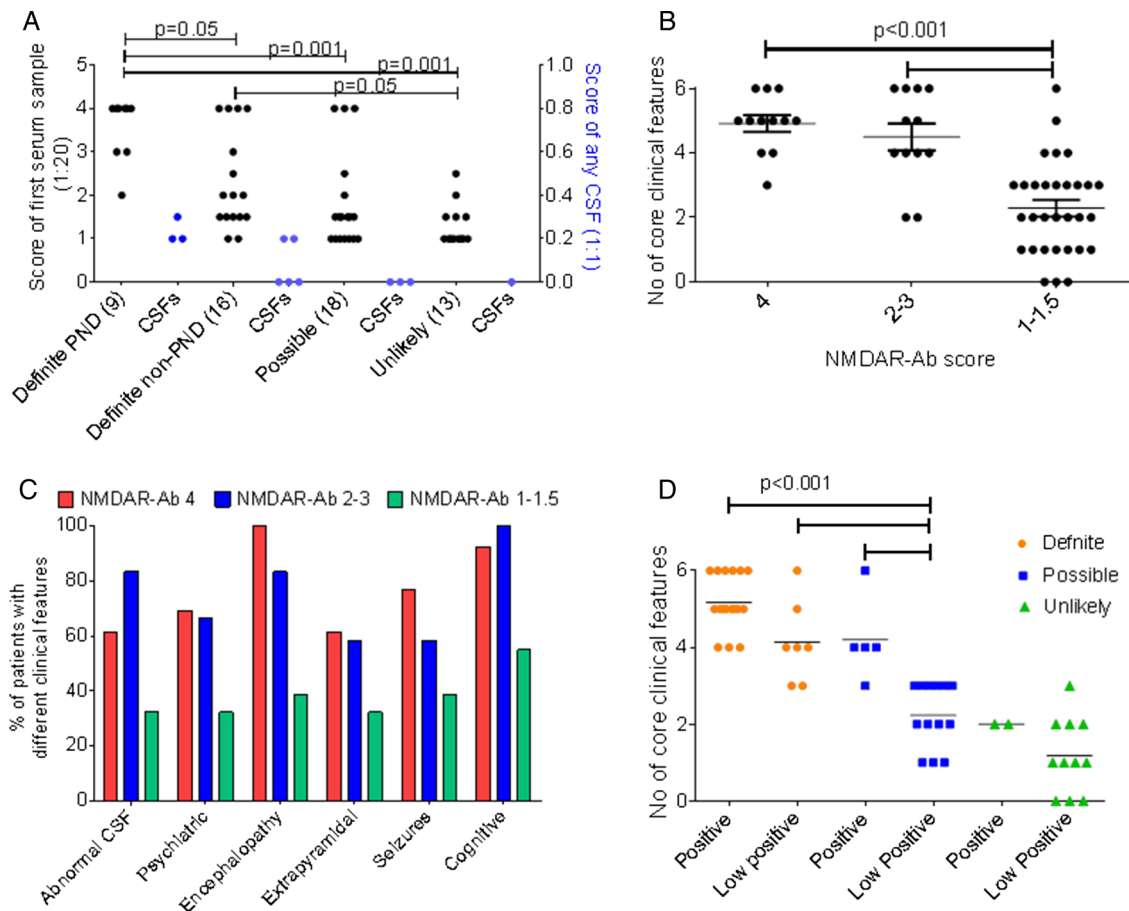 A
p=0.05
p=0.001
p=0.001
p=0.05
Score of first serum sample
(1:20)
5
4
3
2
1
0
1.0
0.8
0.6
0.4
0.2
0.0
Score of any CSF (1:1)
Definite PND (9)
CSFs
Definite non-PND (16)
CSFs
Possible (18)
CSFs
Unlikely (13)
CSFs
B
p<0.001
No of core clinical features
6
4
2
0
4
2-3
1-1.5
NMDAR-Ab score
C
NMDAR-Ab 4
NMDAR-Ab 2-3
NMDAR-Ab 1-1.5
% of patients with
different clinical features
100
80
60
40
20
0
Abnormal CSF
Psychiatric
Encephalopathy
Extrapyramidal
Seizures
Cognitive
D
p<0.001
Defnite
Possible
Unlikely
No of core clinical features
6
4
2
0
Positive
Low positive
Positive
Low Positive
Positive
Low Positive